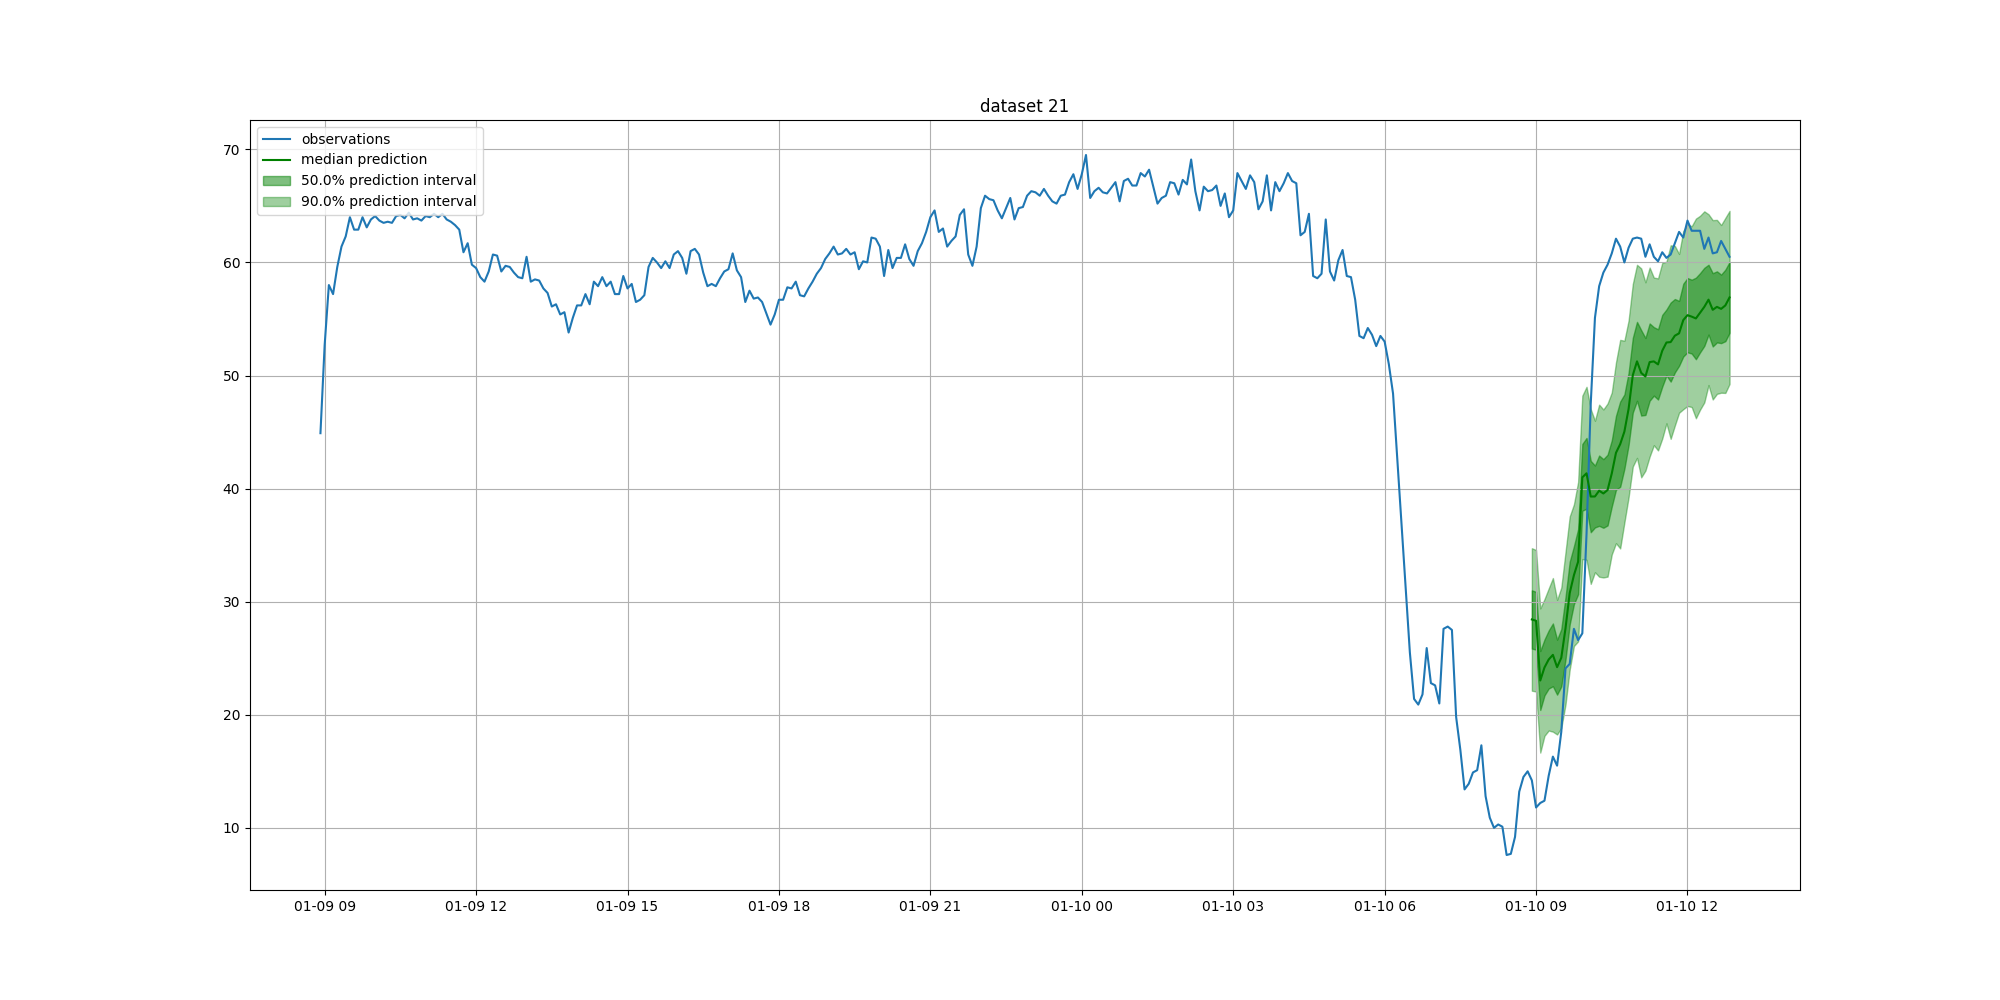 dataset 21
observations
median prediction
50.0% prediction interval
90.0% prediction interval
70
60
50
40
30
20
10
01-09 09 01-09 12 01-09 15 01-09 18 01-09 21 01-10 00 01-10 03 01-10 06 01-10 09 01-10 12